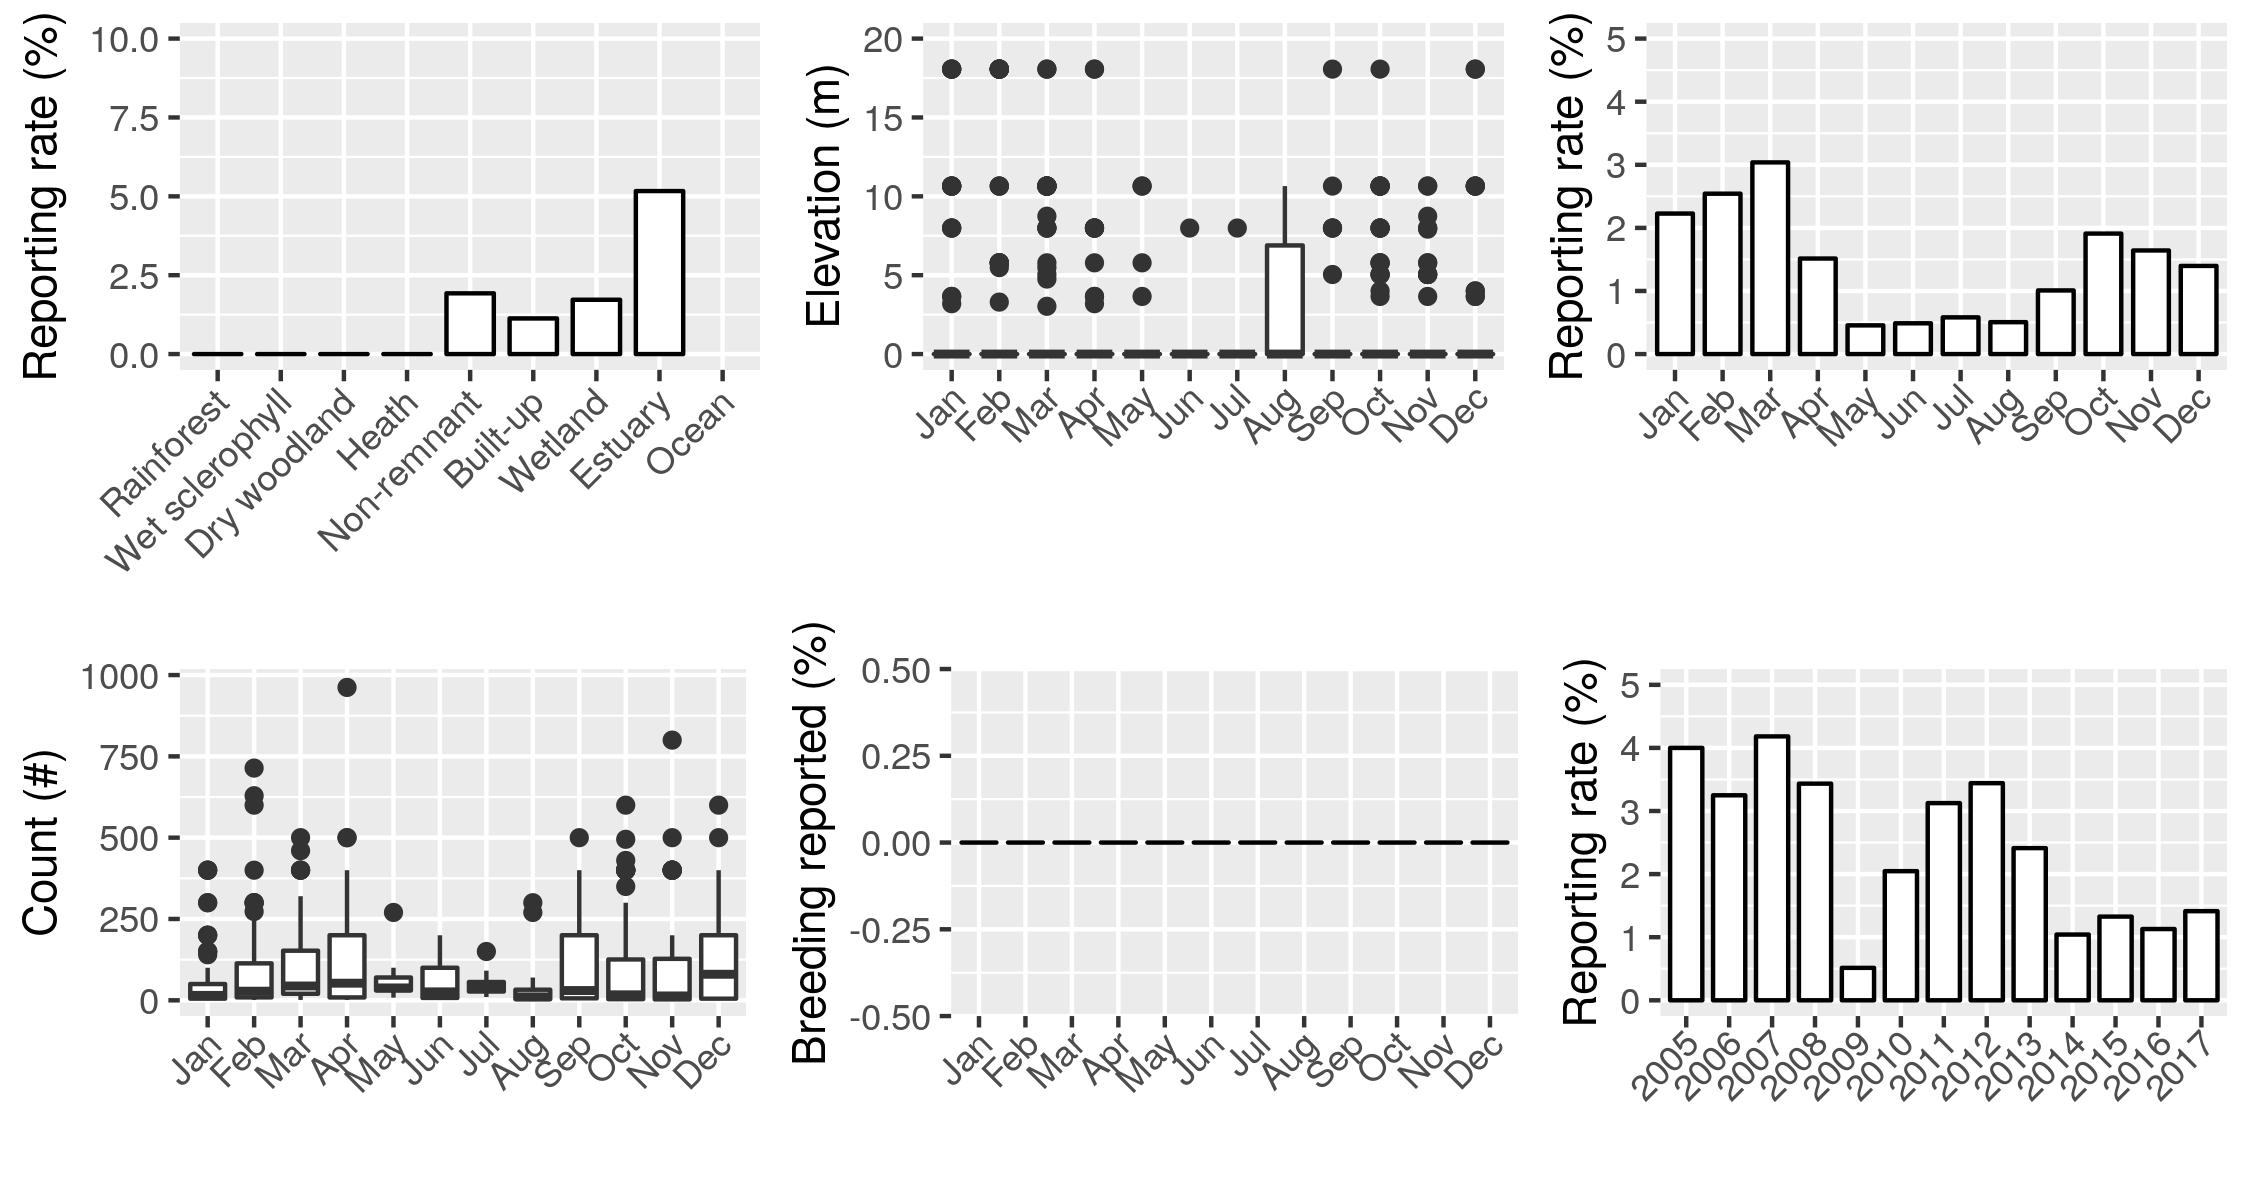 Reporting rate (%)
10.0
7.5
5.0
2.5
0.0
Rainforest
Wet sclerophyll
Dry woodland
Heath
Non-remnant
Built-up
Wetland
Estuary
Ocean
Elevation (m)
20
15
10
5
0
Jan Feb Mar Apr May Jun Jul Aug Sep Oct Nov Dec
Reporting rate (%)
5
4
3
2
1
0
Jan Feb Mar Apr May Jun Jul Aug Sep Oct Nov Dec
Count (#)
1000
750
500
250
0
Jan Feb Mar Apr May Jun Jul Aug Sep Oct Nov Dec
Breeding reported (%)
0.50
0.25
0.00
-0.25
-0.50
Jan Feb Mar Apr May Jun Jul Aug Sep Oct Nov Dec
Reporting rate (%)
5
4
3
2
1
0
2005 2006 2007 2008 2009 2010 2011 2012 2013 2014 2015 2016 2017